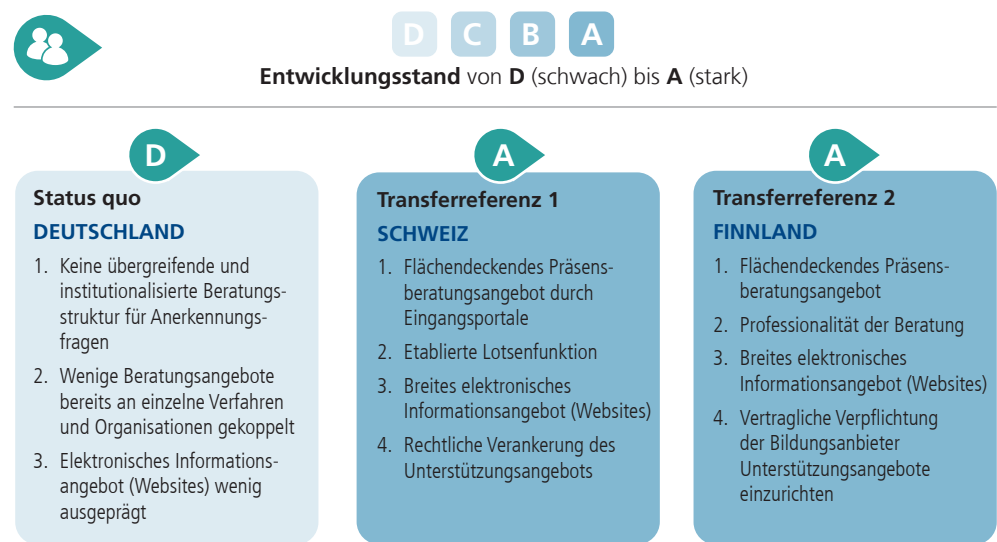 D C B A
Entwicklungsstand von D (schwach) bis A (stark)
D
Status quo
DEUTSCHLAND
1. Keine übergreifende und
institutionalisierte Beratungs-
struktur für Anerkennungs-
fragen
2. Wenige Beratungsangebote
bereits an einzelne Verfahren
und Organisationen gekoppelt
3. Elektronisches Informations-
angebot (Websites) wenig
ausgeprägt
A
Transferreferenz 1
SCHWEIZ
1. Flächendeckendes Präsens-
beratungsangebot durch
Eingangsportale
2. Etablierte Lotsenfunktion
3. Breites elektronisches
Informationsangebot (Websites)
4. Rechtliche Verankerung des
Unterstützungsangebots
A
Transferreferenz 2
FINNLAND
1. Flächendeckendes Präsens-
beratungsangebot
2. Professionalität der Beratung
3. Breites elektronisches
Informationsangebot (Websites)
4. Vertragliche Verpflichtung
der Bildungsanbieter
Unterstützungsangebote
einzurichten